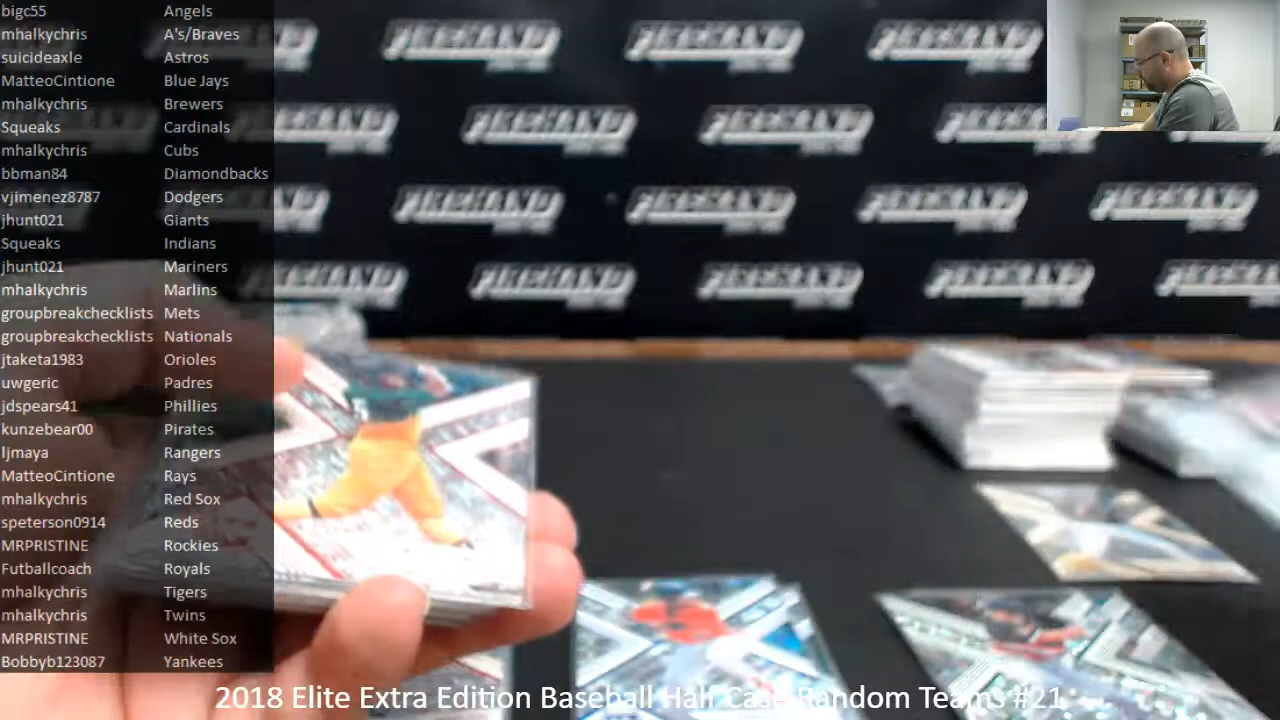 bigc55 Angels
mhalkychris A's/Braves
suicideaxle Astros
MatteoCintione Blue Jays
mhalkychris Brewers
Squeaks Cardinals
mhalkychris Cubs
bbman84 Diamondbacks
vjimenez8787 Dodgers
jhunt021 Giants
Squeaks Indians
jhunt021 Mariners
mhalkychris Marlins
groupbreakchecklists Mets
groupbreakchecklists Nationals
jtaketa1983 Orioles
uwgeric Padres
jdspears41 Phillies
kunzebear00 Pirates
ljmaya Rangers
MatteoCintione Rays
mhalkychris Red Sox
speterson0914 Reds
MRPRISTINE Rockies
Futballcoach Royals
mhalkychris Tigers
mhalkychris Twins
MRPRISTINE White Sox
Bobbyb123087 Yankees
2018 Elite Extra Edition Baseball Half Case Random Teams #21